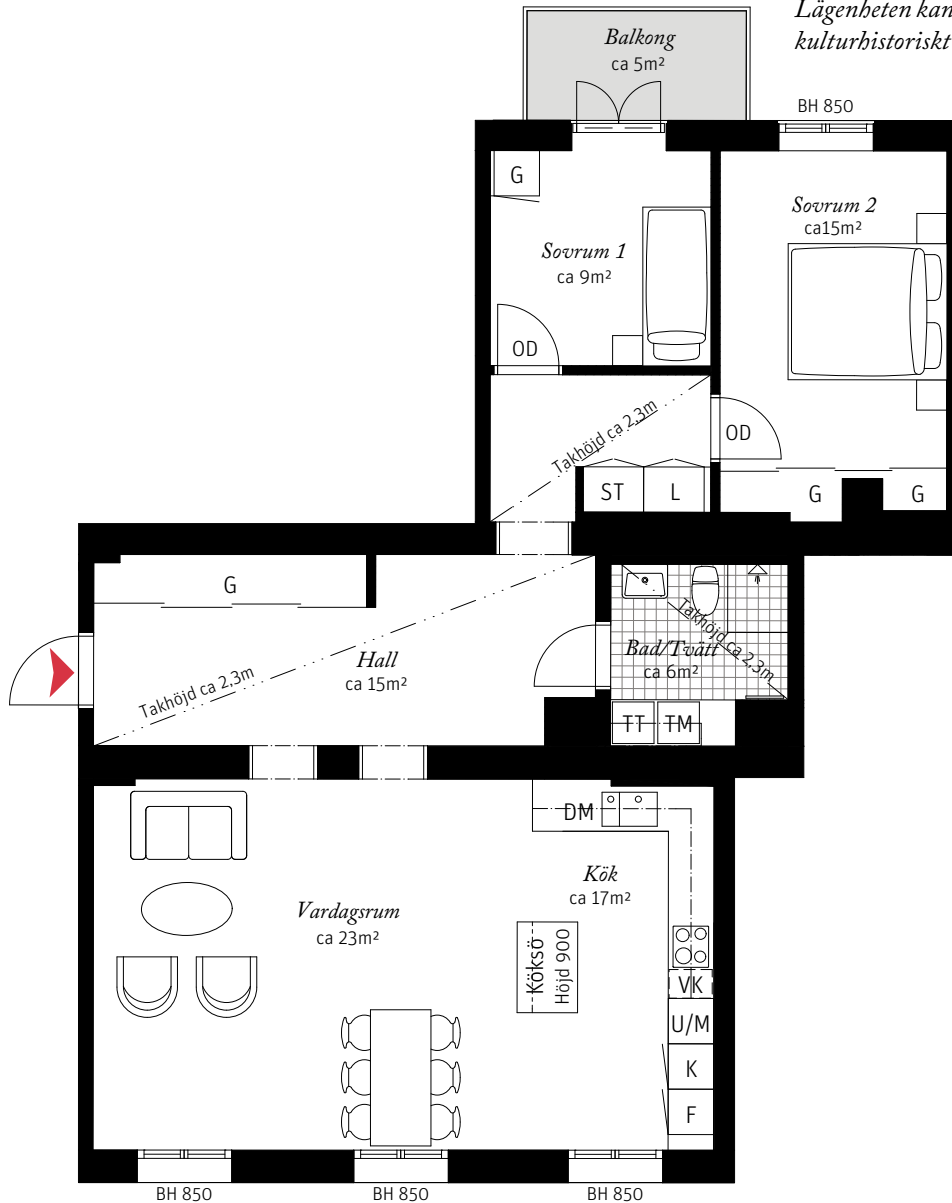 Lägenheten kan
kulturhistoriskt
Balkong
ca 5m²
BH 850
G
Sovrum 1
ca 9m²
Sovrum 2
ca15m²
OD
Takhöjd ca 2,3m
OD
ST
L
G
G
G
Hall
ca 15m²
Takhöjd ca 2,3m
Bad/Tvätt
ca 6m²
Takhöjd ca 2,3m
TT
TM
DM
Kök
ca 17m²
Vardagsrum
ca 23m²
Köksö
Höjd 900
VK
U/M
K
F
BH 850
BH 850
BH 850